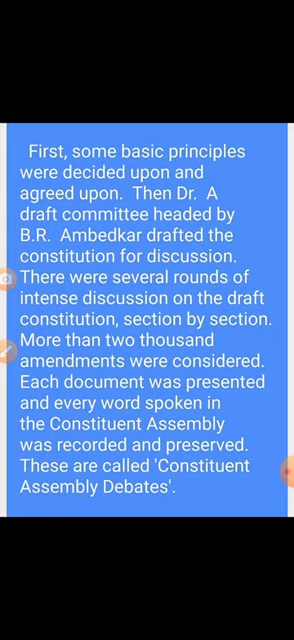 First, some basic principles
were decided upon and
agreed upon. Then Dr. A
draft committee headed by
B.R. Ambedkar drafted the
constitution for discussion.
There were several rounds of
intense discussion on the draft
constitution, section by section.
More than two thousand
amendments were considered.
Each document was presented
and every word spoken in
the Constituent Assembly
was recorded and preserved.
These are called 'Constituent
Assembly Debates'.